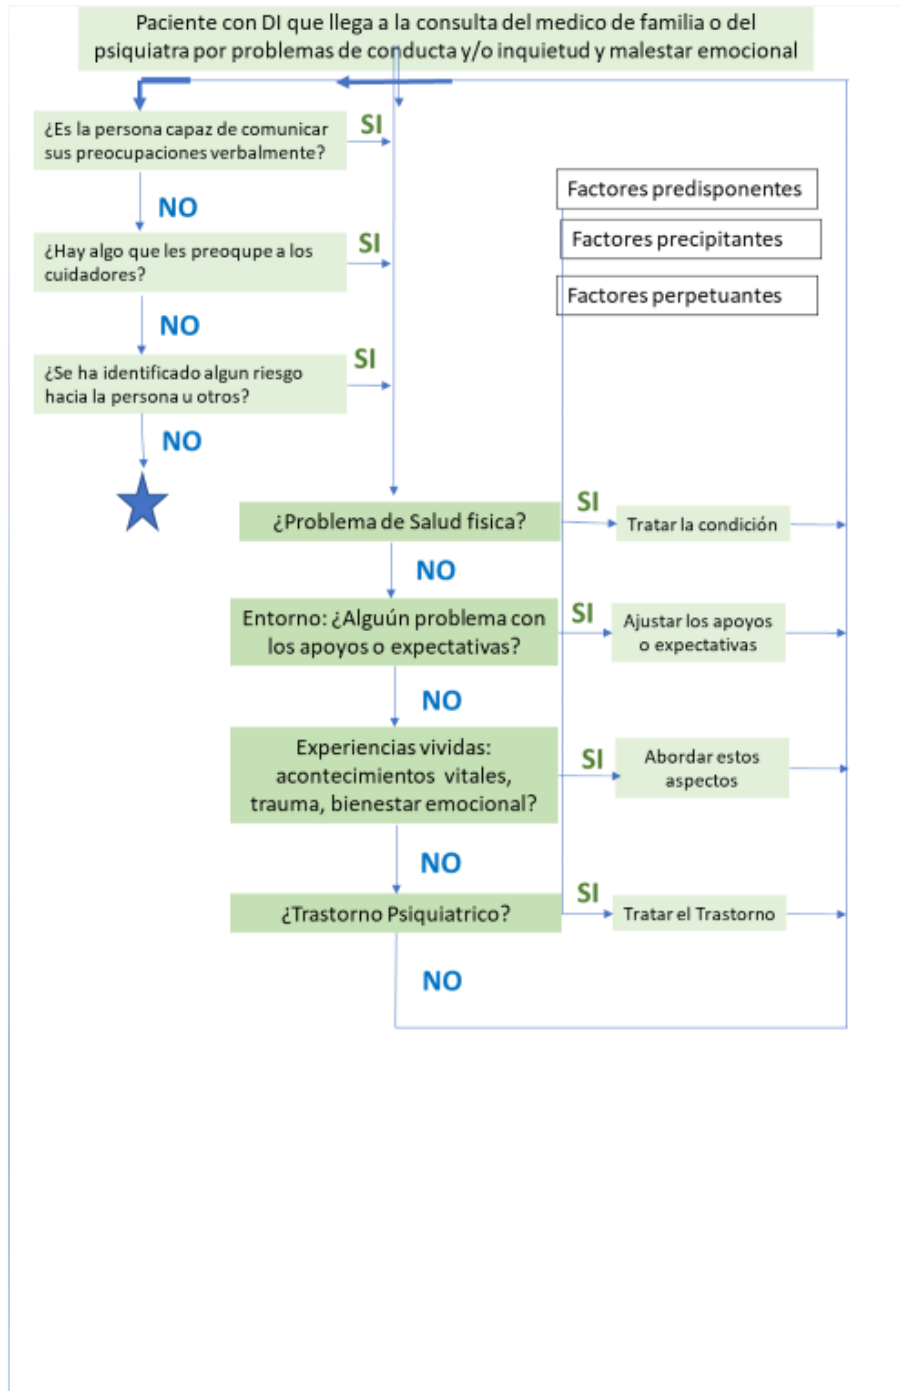 Paciente con DI que llega a la consulta del medico de familia o del
psiquiatra por problemas de conducta y/o inquietud y malestar emocional
¿Es la persona capaz de comunicar
sus preocupaciones verbalmente?
SI
NO
Factores predisponentes
Factores precipitantes
Factores perpetuantes
¿Hay algo que les preoqupe a los
cuidadores?
SI
NO
¿Se ha identificado algun riesgo
hacia la persona u otros?
SI
NO
¿Problema de Salud fisica?
SI
Tratar la condición
NO
Entorno: ¿Alguún problema con
los apoyos o expectativas?
SI
Ajustar los apoyos
o expectativas
NO
Experiencias vividas:
acontecimientos vitales,
trauma, bienestar emocional?
SI
Abordar estos
aspectos
NO
¿Trastorno Psiquiatrico?
SI
Tratar el Trastorno
NO